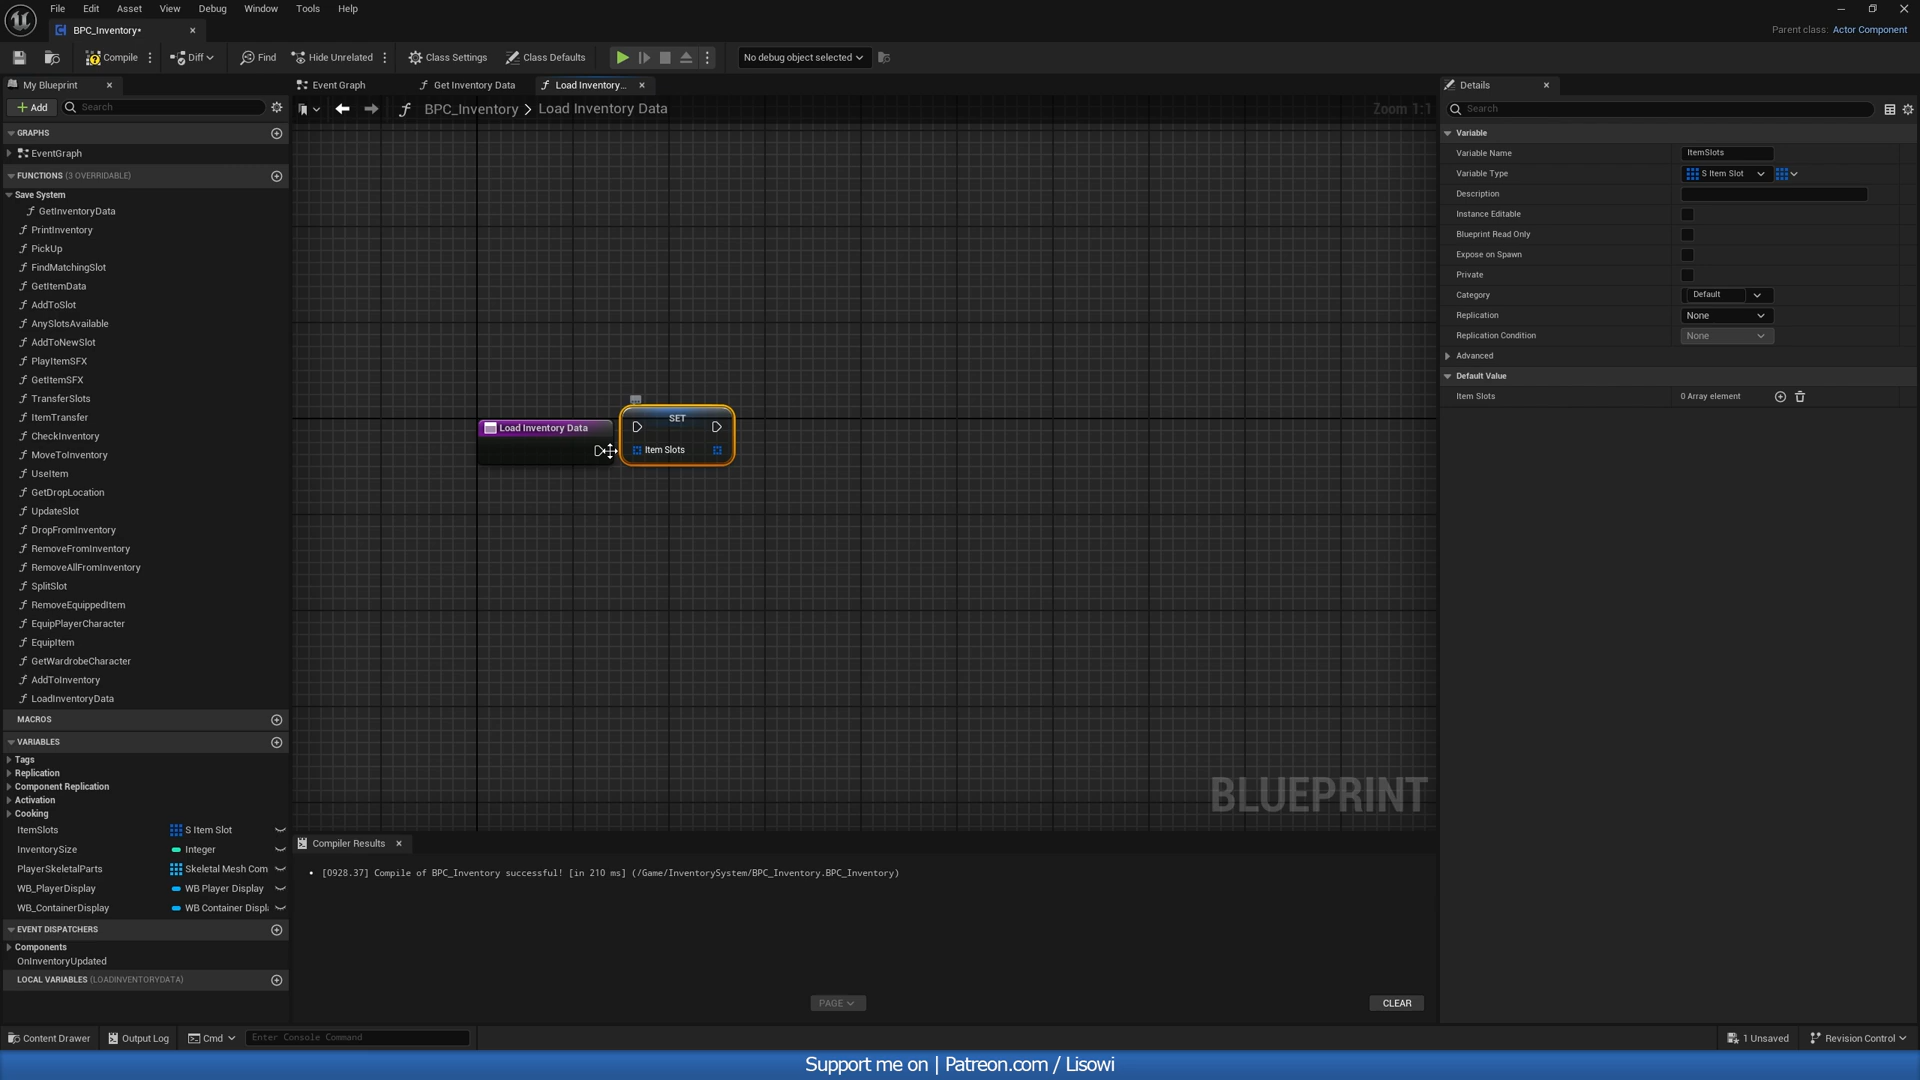 File Edit Asset View Debug Window Tools Help
BPC_Inventory•
Parent class: Actor Component
Compile Diff Find Hide Unrelated Class Settings Class Defaults No debug object selected
My Blueprint
Event Graph Get Inventory Data Load Inventory...
Details
Add Search
BPC_Inventory > Load Inventory Data
Zoom 1:1
Search
GRAPHS
EventGraph
FUNCTIONS (3 OVERRIDABLE)
Save System
GetInventoryData
PrintInventory
PickUp
FindMatchingSlot
GetItemData
AddToSlot
AnySlotsAvailable
AddToNewSlot
PlayItemSFX
GetItemSFX
TransferSlots
ItemTransfer
CheckInventory
MoveToInventory
UseItem
GetDropLocation
UpdateSlot
DropFromInventory
RemoveFromInventory
RemoveAllFromInventory
SplitSlot
RemoveEquippedItem
EquipPlayerCharacter
EquipItem
GetWardrobeCharacter
AddToInventory
LoadInventoryData
MACROS
VARIABLES
Tags
Replication
Component Replication
Activation
Cooking
ItemSlots S Item Slot
InventorySize Integer
PlayerSkeletalParts Skeletal Mesh Com
WB_PlayerDisplay WB Player Display
WB_ContainerDisplay WB Container Displ
EVENT DISPATCHERS
Components
OnInventoryUpdated
LOCAL VARIABLES (LOADINVENTORYDATA)
Load Inventory Data
SET
Item Slots
BLUEPRINT
Compiler Results
• [0928.37] Compile of BPC_Inventory successful! [in 210 ms] (/Game/InventorySystem/BPC_Inventory.BPC_Inventory)
PAGE
CLEAR
Variable
Variable Name ItemSlots
Variable Type S Item Slot
Description
Instance Editable
Blueprint Read Only
Expose on Spawn
Private
Category Default
Replication None
Replication Condition None
Advanced
Default Value
Item Slots 0 Array element
Content Drawer Output Log Cmd Enter Console Command
1 Unsaved Revision Control
Support me on | Patreon.com / Lisowi